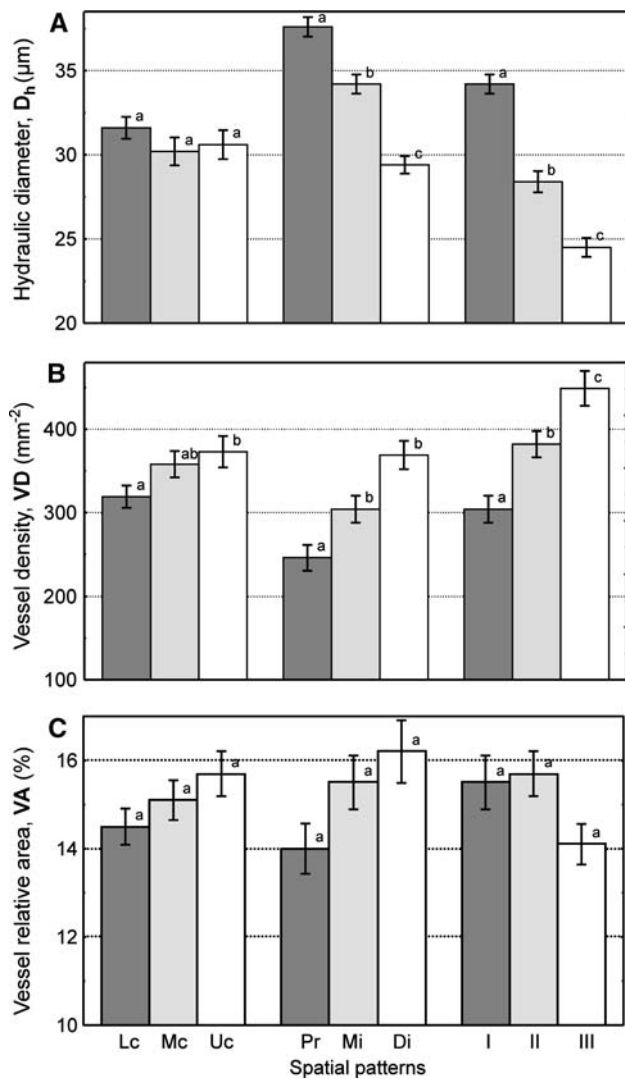 A
Hydraulic diameter, Dh (μm)
35
30
25
20
a
a
a
a
b
c
a
b
c
B
Vessel density, VD (mm-2)
400
300
200
100
a
ab
b
a
b
b
a
b
c
C
Vessel relative area, VA (%)
16
14
12
10
a
a
a
a
a
a
a
a
a
Lc Mc Uc Pr Mi Di I II III
Spatial patterns